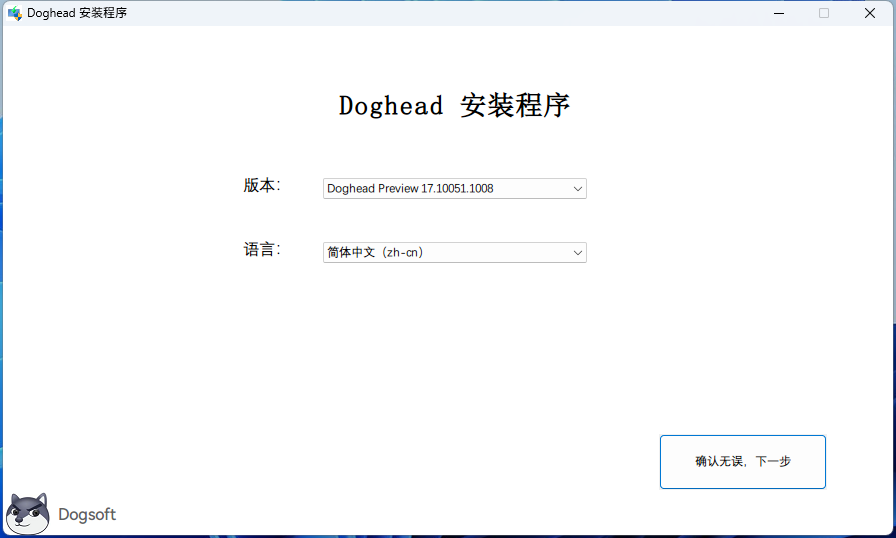 Doghead 安装程序
Doghead 安装程序
版本：
Doghead Preview 17.10051.1008
语言：
简体中文（zh-cn）
确认无误，下一步
Dogsoft